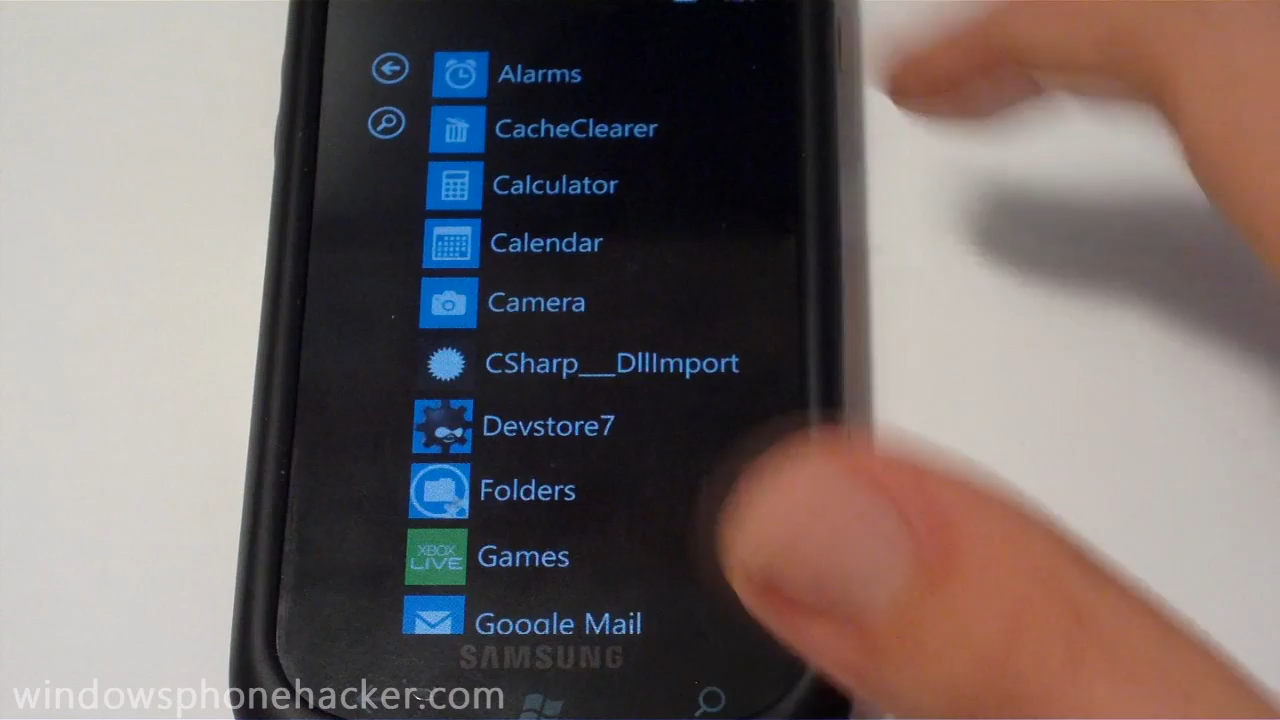 Alarms
CacheClearer
Calculator
Calendar
Camera
CSharp___DllImport
Devstore7
Folders
XBOX
LIVE
Games
Google Mail
SAMSUNG
windowsphonehacker.com